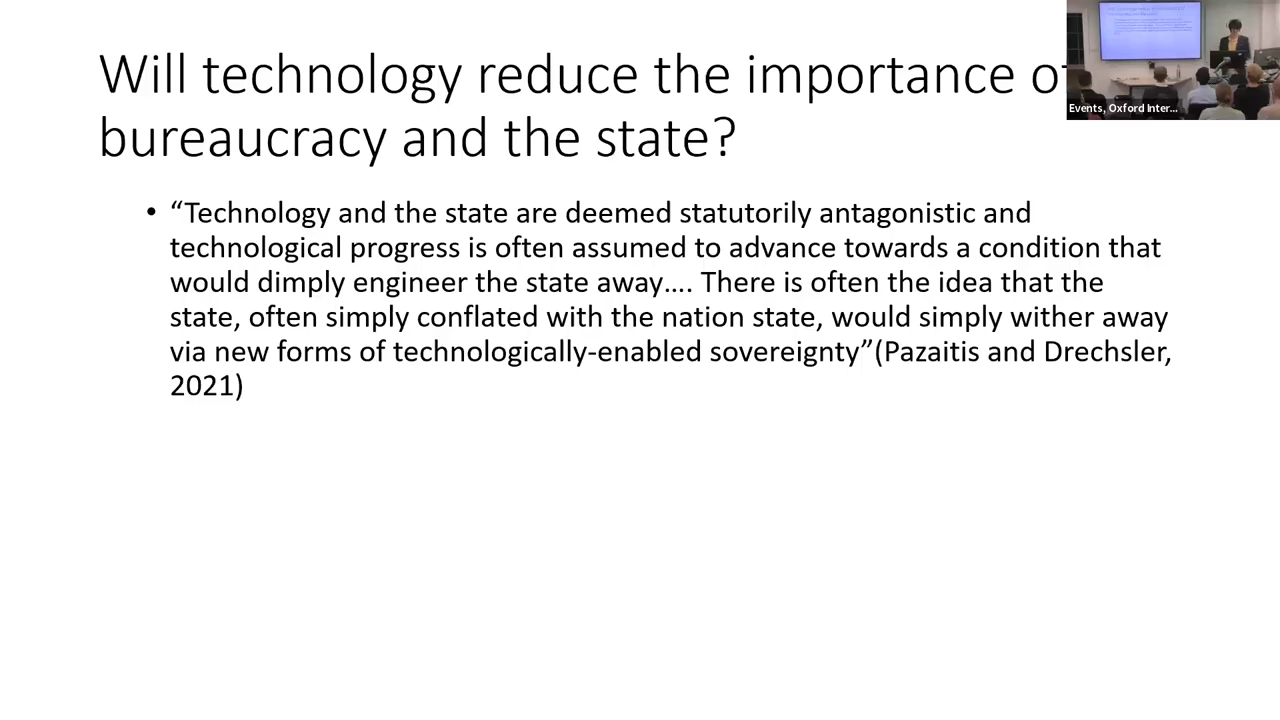 Will technology reduce the importance o
bureaucracy and the state?
• “Technology and the state are deemed statutorily antagonistic and
technological progress is often assumed to advance towards a condition that
would dimply engineer the state away…. There is often the idea that the
state, often simply conflated with the nation state, would simply wither away
via new forms of technologically-enabled sovereignty”(Pazaitis and Drechsler,
2021)
Events, Oxford Inter...